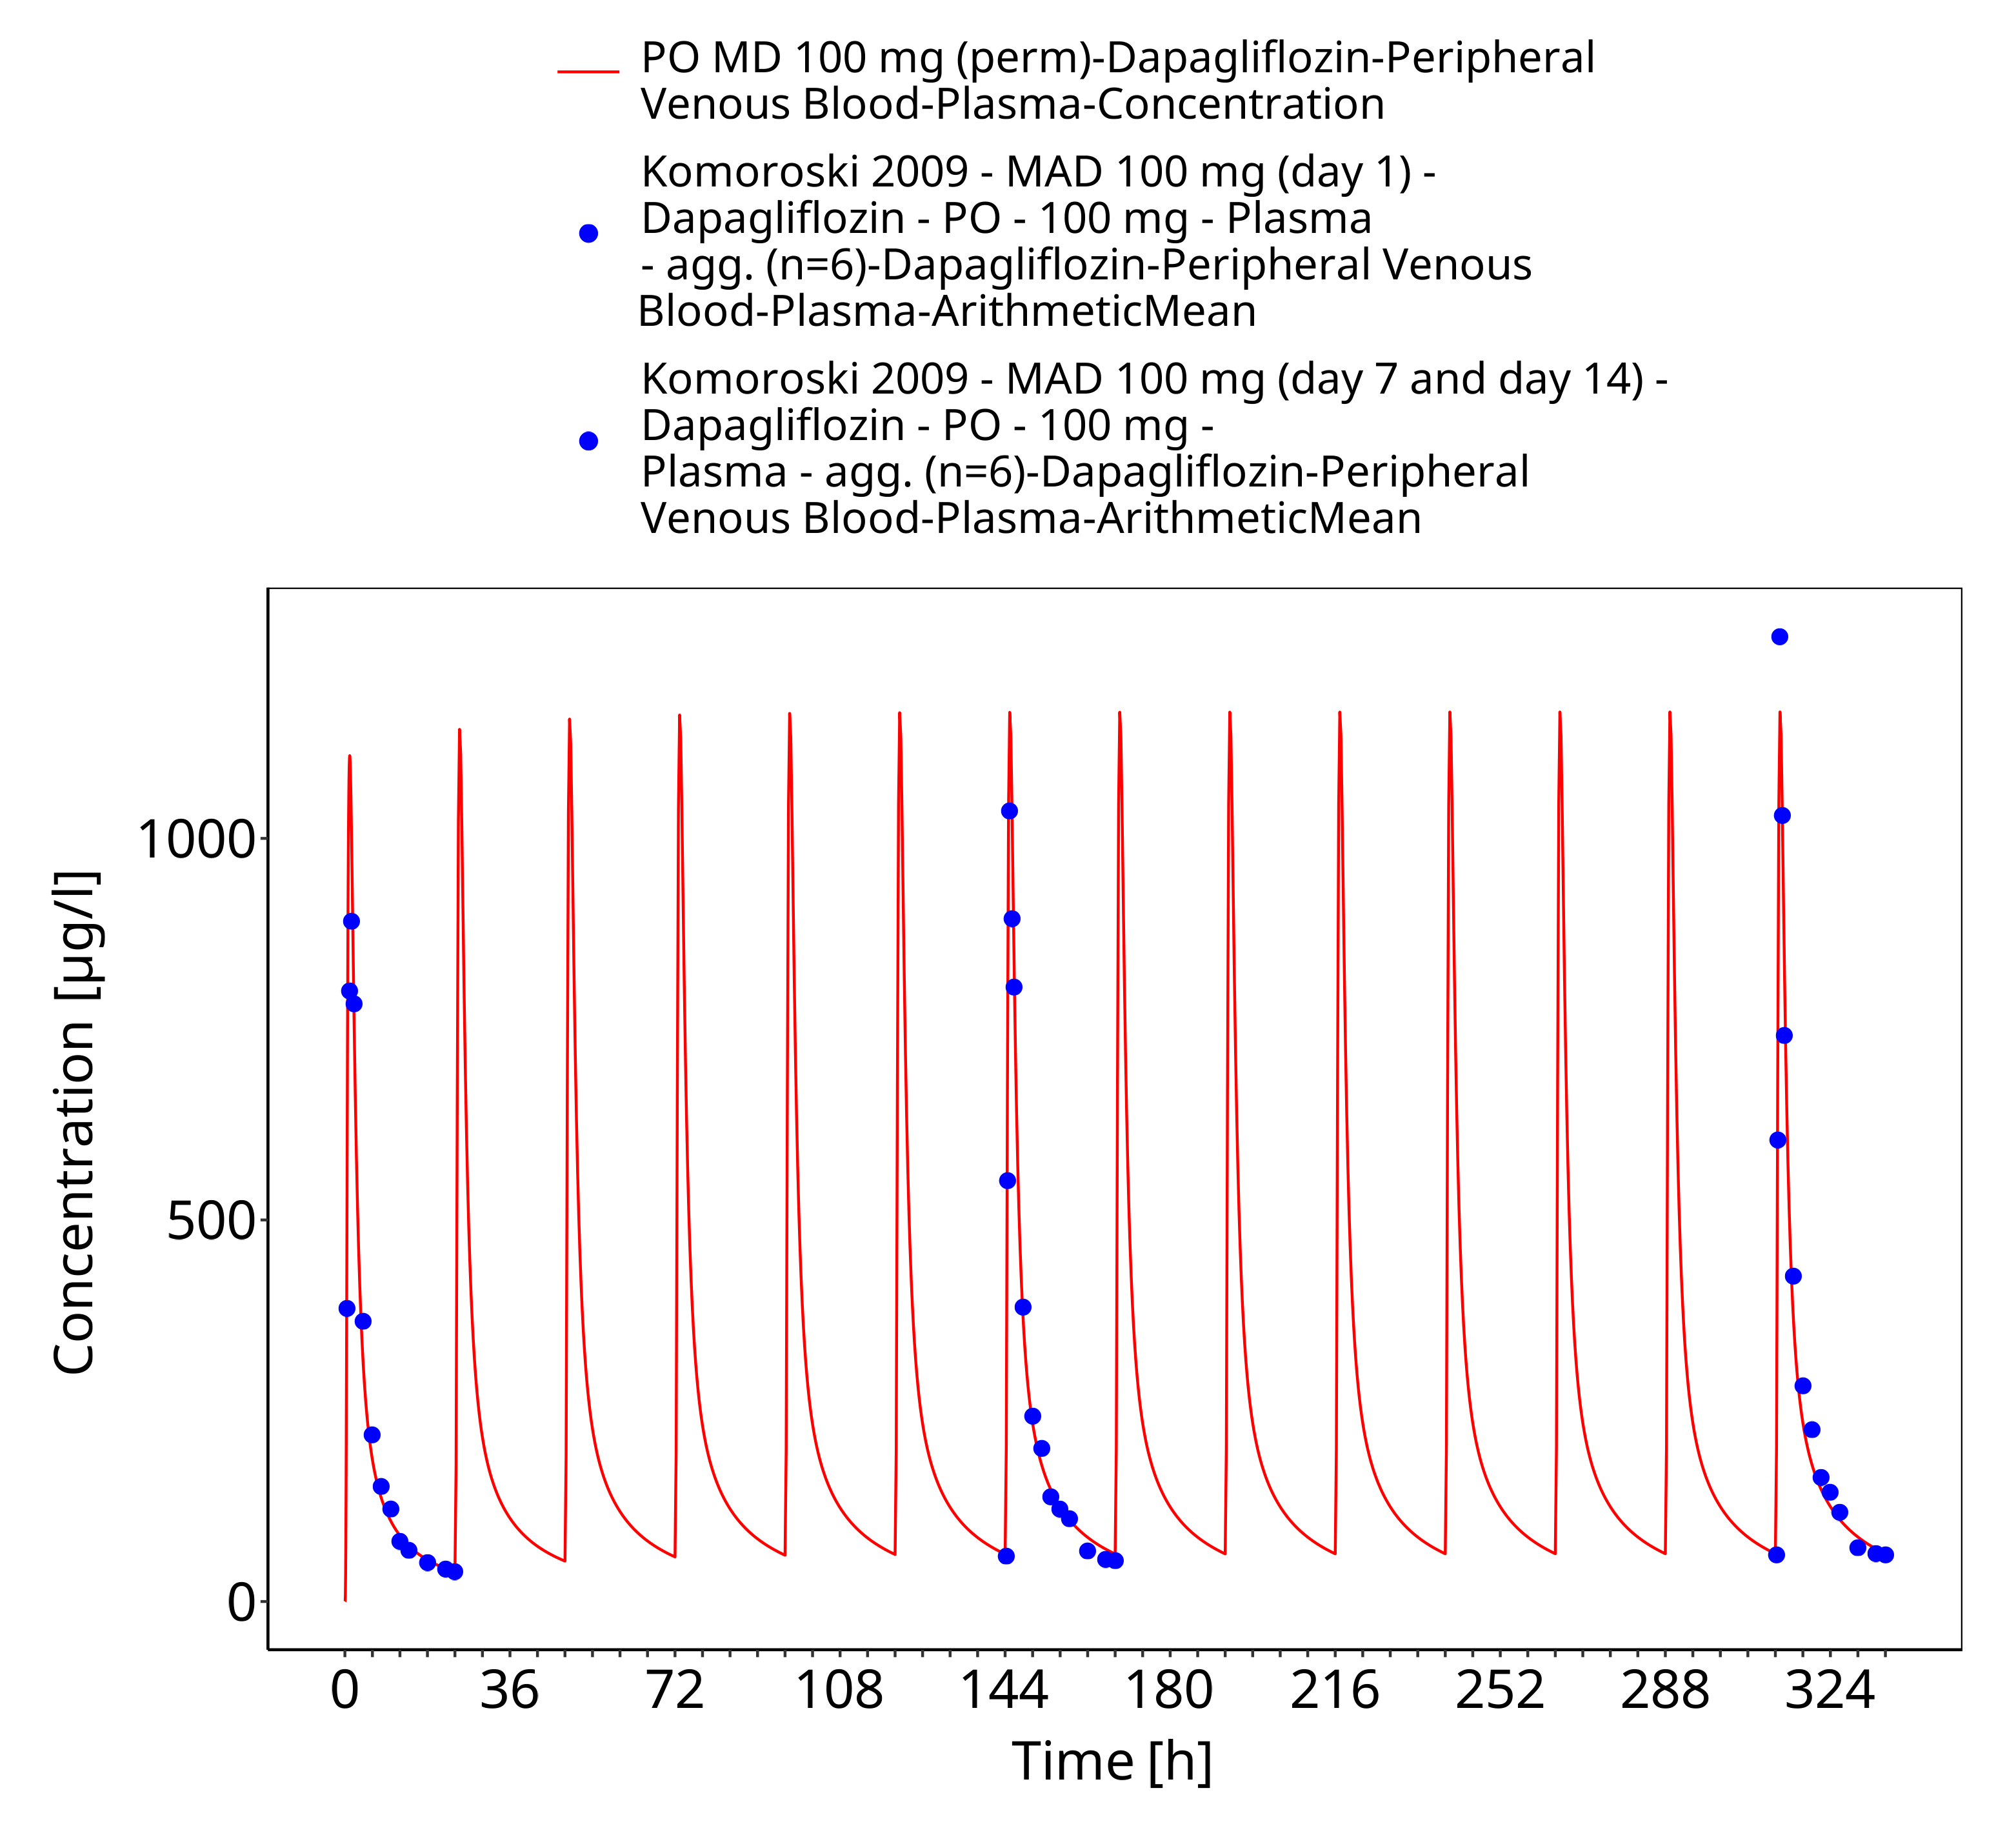 PO MD 100 mg (perm)-Dapagliflozin-Peripheral
Venous Blood-Plasma-Concentration
Komoroski 2009 - MAD 100 mg (day 1) -
Dapagliflozin - PO - 100 mg - Plasma
- agg. (n=6)-Dapagliflozin-Peripheral Venous
Blood-Plasma-ArithmeticMean
Komoroski 2009 - MAD 100 mg (day 7 and day 14) -
Dapagliflozin - PO - 100 mg -
Plasma - agg. (n=6)-Dapagliflozin-Peripheral
Venous Blood-Plasma-ArithmeticMean
Concentration [µg/l]
1000
500
0
0 36 72 108 144 180 216 252 288 324
Time [h]